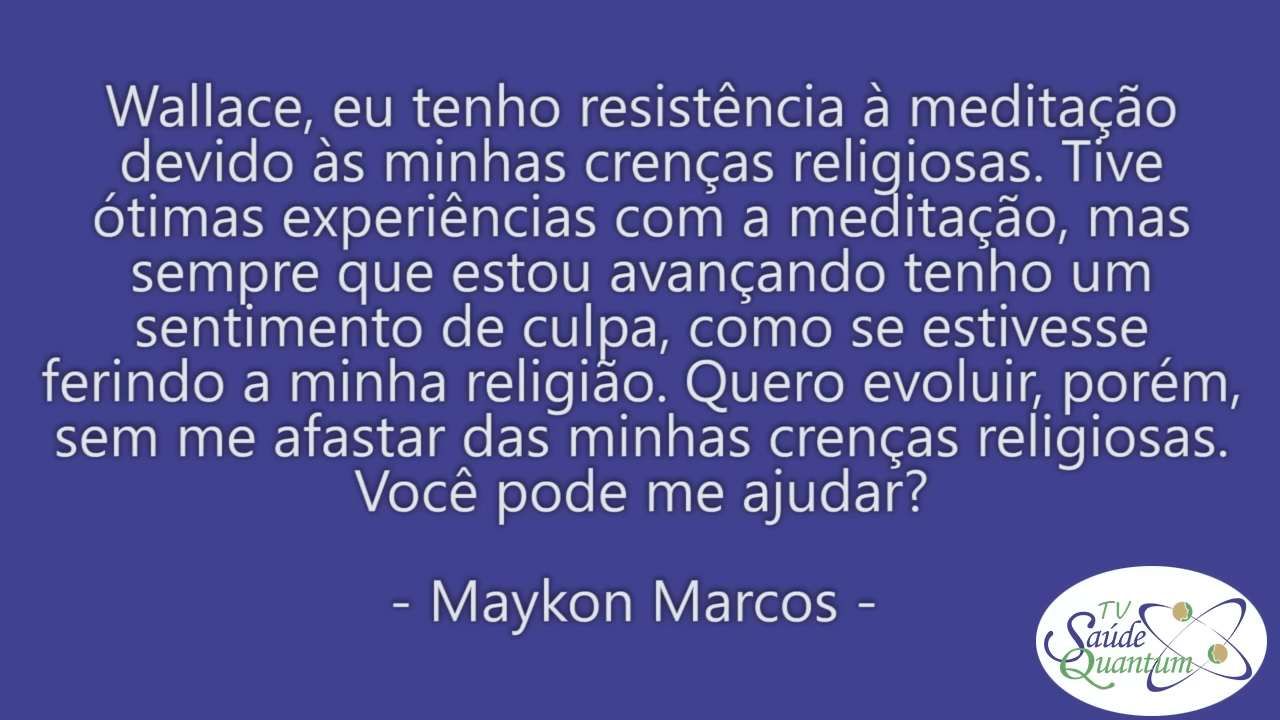 Wallace, eu tenho resistência à meditação
devido às minhas crenças religiosas. Tive
ótimas experiências com a meditação, mas
sempre que estou avançando tenho um
sentimento de culpa, como se estivesse
ferindo a minha religião. Quero evoluir, porém,
sem me afastar das minhas crenças religiosas.
Você pode me ajudar?
- Maykon Marcos -
TV
Saúde
Quantum